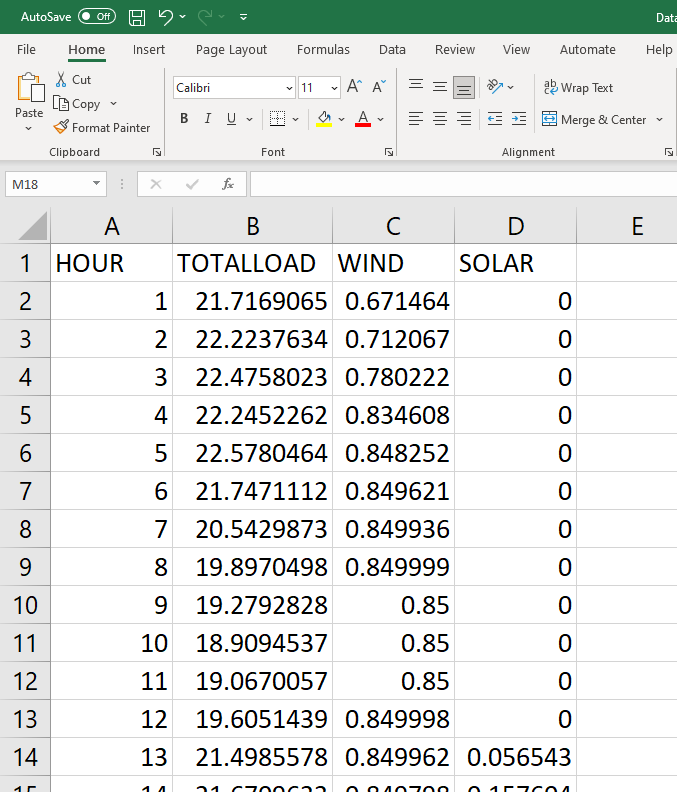 AutoSave Off Data
File Home Insert Page Layout Formulas Data Review View Automate Help
Paste Cut Copy Format Painter
Calibri 11 A A ab Wrap Text
B I U A Merge & Center
Clipboard Font Alignment
M18 fx
A B C D E
1 HOUR TOTALLOAD WIND SOLAR
2 1 21.7169065 0.671464 0
3 2 22.2237634 0.712067 0
4 3 22.4758023 0.780222 0
5 4 22.2452262 0.834608 0
6 5 22.5780464 0.848252 0
7 6 21.7471112 0.849621 0
8 7 20.5429873 0.849936 0
9 8 19.8970498 0.849999 0
10 9 19.2792828 0.85 0
11 10 18.9094537 0.85 0
12 11 19.0670057 0.85 0
13 12 19.6051439 0.849998 0
14 13 21.4985578 0.849962 0.056543
15 14